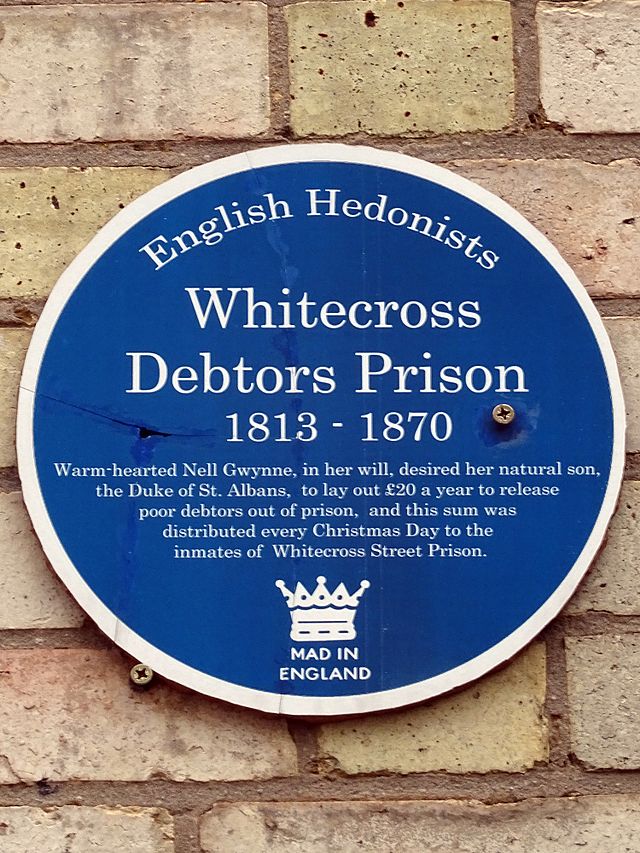 English Hedonists
Whitecross
Debtors Prison
1813 - 1870
Warm-hearted Nell Gwynne, in her will, desired her natural son,
the Duke of St. Albans, to lay out £20 a year to release
poor debtors out of prison, and this sum was
distributed every Christmas Day to the
inmates of Whitecross Street Prison.
MAD IN
ENGLAND